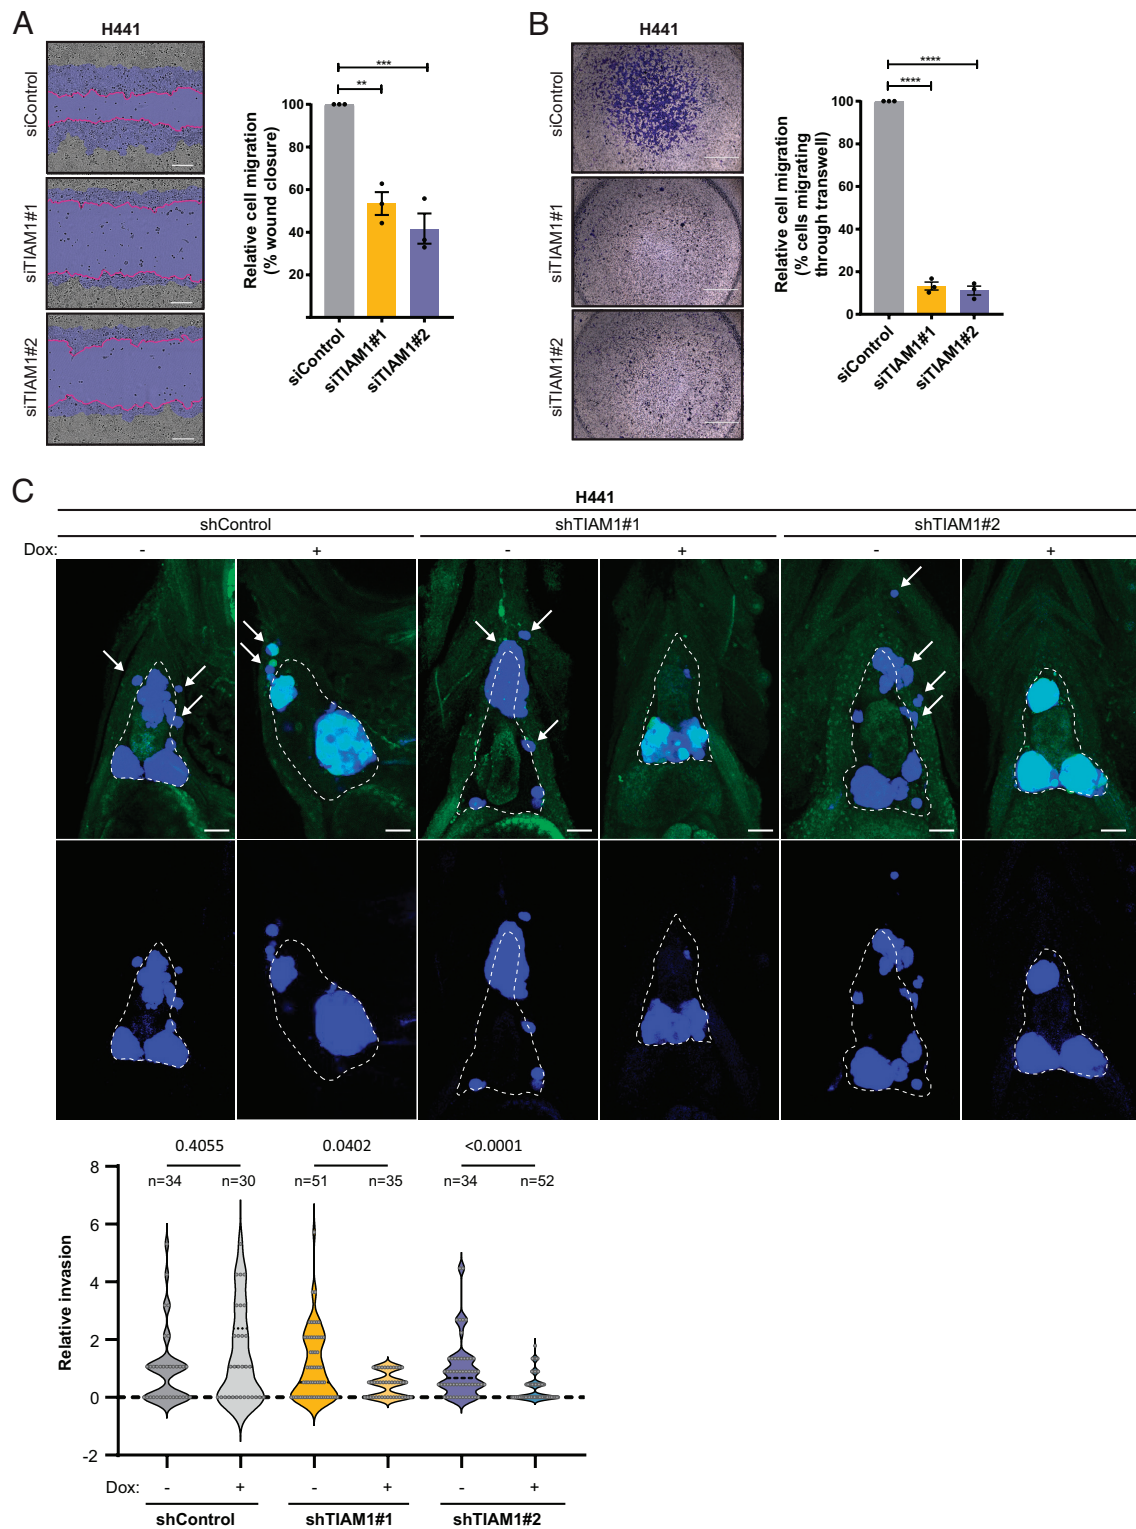 A
H441
siControl
siTIAM1#1
siTIAM1#2
Relative cell migration
(% wound closure)
100
80
60
40
20
**
***
siControl
siTIAM1#1
siTIAM1#2
B
H441
siControl
siTIAM1#1
siTIAM1#2
Relative cell migration
(% cells migrating
through transwell)
100
80
60
40
20
0
****
****
siControl
siTIAM1#1
siTIAM1#2
C
H441
shControl
shTIAM1#1
shTIAM1#2
Dox: - + - + - +
0.4055
0.0402
<0.0001
n=34 n=30 n=51 n=35 n=34 n=52
Relative invasion
8
6
4
2
0
-2
Dox: - + - + - +
shControl
shTIAM1#1
shTIAM1#2